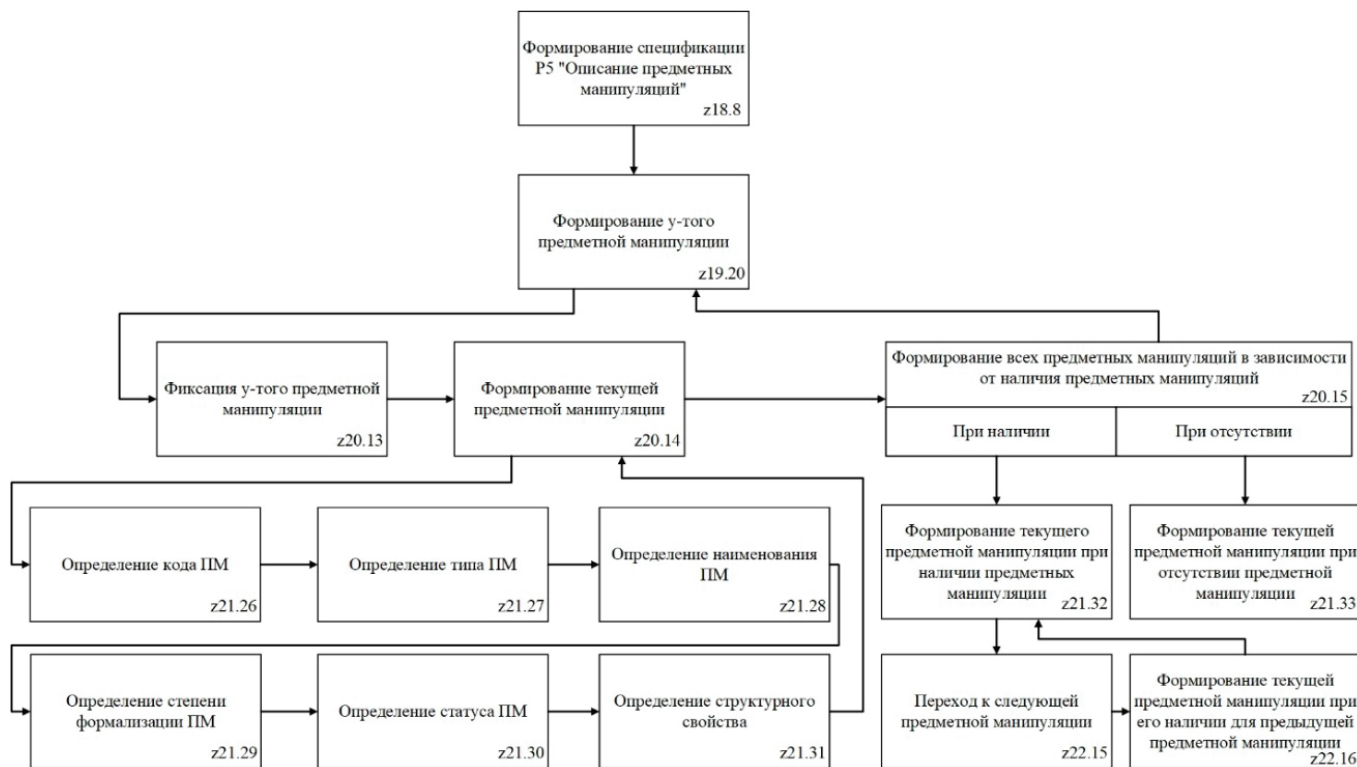 Формирование спецификации
P5 "Описание предметных
манипуляций"
z18.8
Формирование y-того
предметной манипуляции
z19.20
Фиксация y-того предметной
манипуляции
z20.13
Формирование текущей
предметной манипуляции
z20.14
Формирование всех предметных манипуляций в зависимости
от наличия предметных манипуляций
z20.15
При наличии
При отсутствии
Определение кода ПМ
z21.26
Определение типа ПМ
z21.27
Определение наименования
ПМ
z21.28
Формирование текущего
предметной манипуляции при
наличии предметных
манипуляции
z21.32
Формирование текущей
предметной манипуляции при
отсутствии предметной
манипуляции
z21.33
Определение степени
формализации ПМ
z21.29
Определение статуса ПМ
z21.30
Определение структурного
свойства
z21.31
Переход к следующей
предметной манипуляции
z22.15
Формирование текущей
предметной манипуляции при
его наличии для предыдущей
предметной манипуляции
z22.16